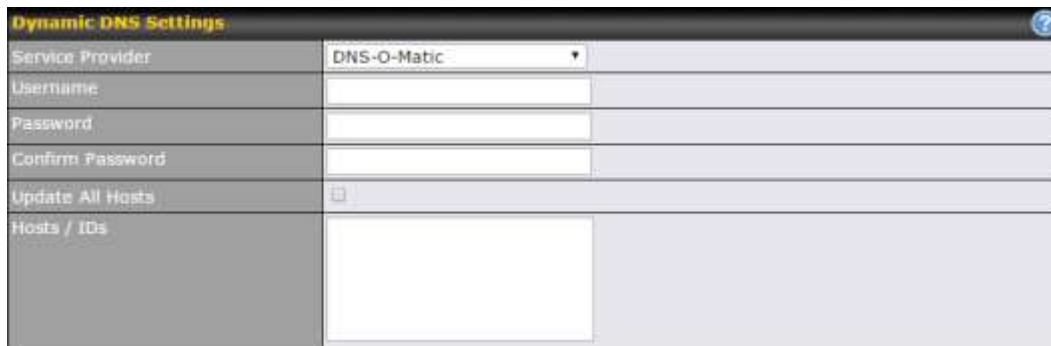 Dynamic DNS Settings
Service Provider DNS-O-Matic
Username
Password
Confirm Password
Update All Hosts
Hosts / IDs